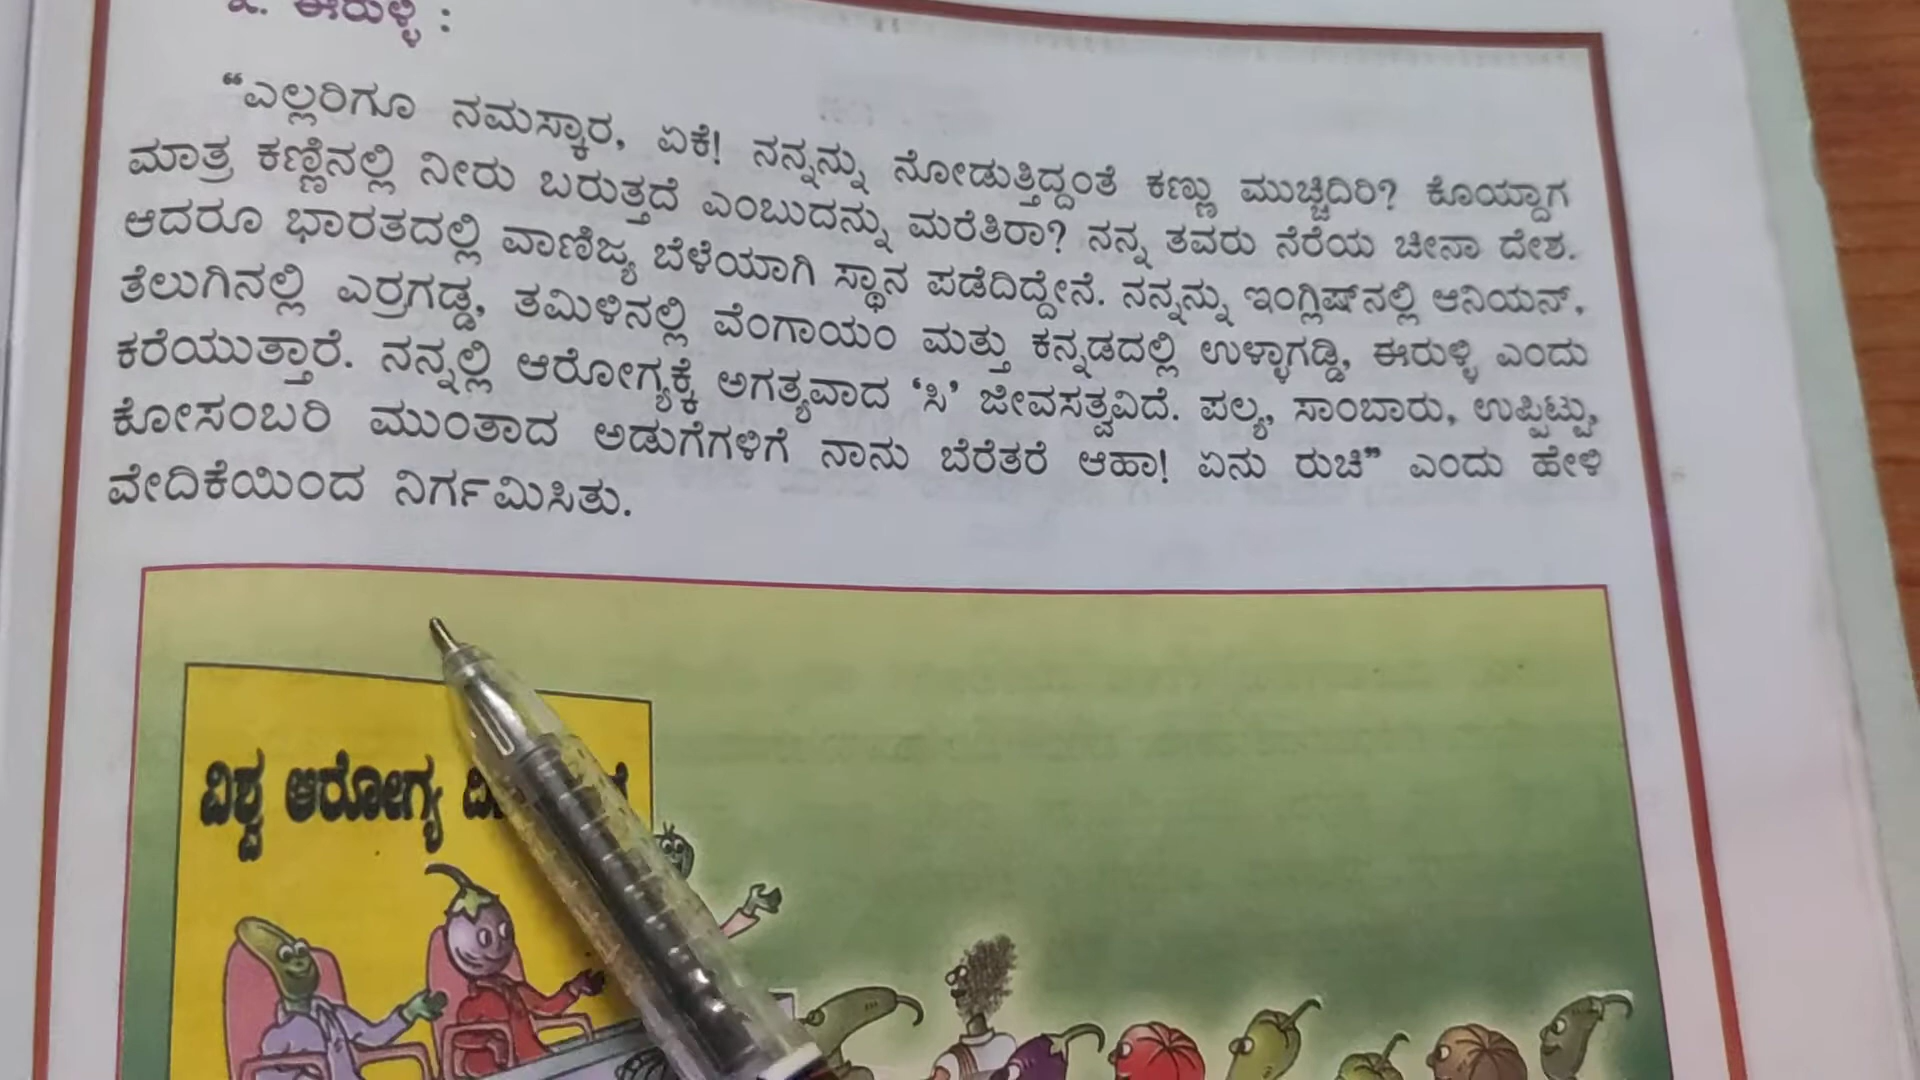 ೩. ಈರುಳ್ಳಿ :
“ಎಲ್ಲರಿಗೂ ನಮಸ್ಕಾರ, ಏಕೆ! ನನ್ನನ್ನು ನೋಡುತ್ತಿದ್ದಂತೆ ಕಣ್ಣು ಮುಚ್ಚಿದಿರಿ? ಕೊಯ್ದಾಗ
ಮಾತ್ರ ಕಣ್ಣಿನಲ್ಲಿ ನೀರು ಬರುತ್ತದೆ ಎಂಬುದನ್ನು ಮರೆತಿರಾ? ನನ್ನ ತವರು ನೆರೆಯ ಚೀನಾ ದೇಶ.
ಆದರೂ ಭಾರತದಲ್ಲಿ ವಾಣಿಜ್ಯ ಬೆಳೆಯಾಗಿ ಸ್ಥಾನ ಪಡೆದಿದ್ದೇನೆ. ನನ್ನನ್ನು ಇಂಗ್ಲಿಷ್‌ನಲ್ಲಿ ಆನಿಯನ್,
ತೆಲುಗಿನಲ್ಲಿ ಎರ್ರಗಡ್ಡ, ತಮಿಳಿನಲ್ಲಿ ವೆಂಗಾಯಂ ಮತ್ತು ಕನ್ನಡದಲ್ಲಿ ಉಳ್ಳಾಗಡ್ಡಿ, ಈರುಳ್ಳಿ ಎಂದು
ಕರೆಯುತ್ತಾರೆ. ನನ್ನಲ್ಲಿ ಆರೋಗ್ಯಕ್ಕೆ ಅಗತ್ಯವಾದ ‘ಸಿ’ ಜೀವಸತ್ವವಿದೆ. ಪಲ್ಯ, ಸಾಂಬಾರು, ಉಪ್ಪಿಟ್ಟು,
ಕೋಸಂಬರಿ ಮುಂತಾದ ಅಡುಗೆಗಳಿಗೆ ನಾನು ಬೆರೆತರೆ ಆಹಾ! ಏನು ರುಚಿ” ಎಂದು ಹೇಳಿ
ವೇದಿಕೆಯಿಂದ ನಿರ್ಗಮಿಸಿತು.
ವಿಶ್ವ ಆರೋಗ್ಯ